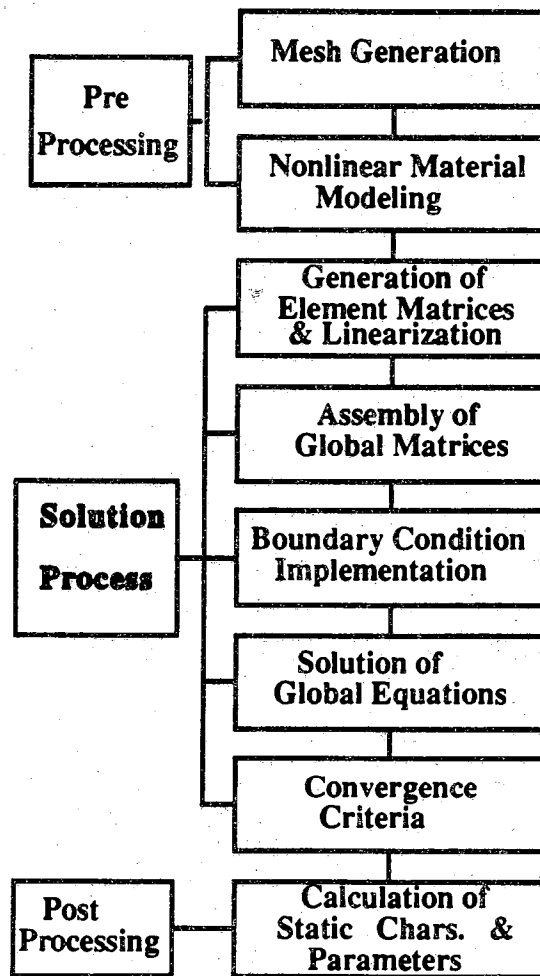 Pre
Processing
Mesh Generation
Nonlinear Material
Modeling
Solution
Process
Generation of
Element Matrices
& Linearization
Assembly of
Global Matrices
Boundary Condition
Implementation
Solution of
Global Equations
Convergence
Criteria
Post
Processing
Calculation of
Static Chars. &
Parameters